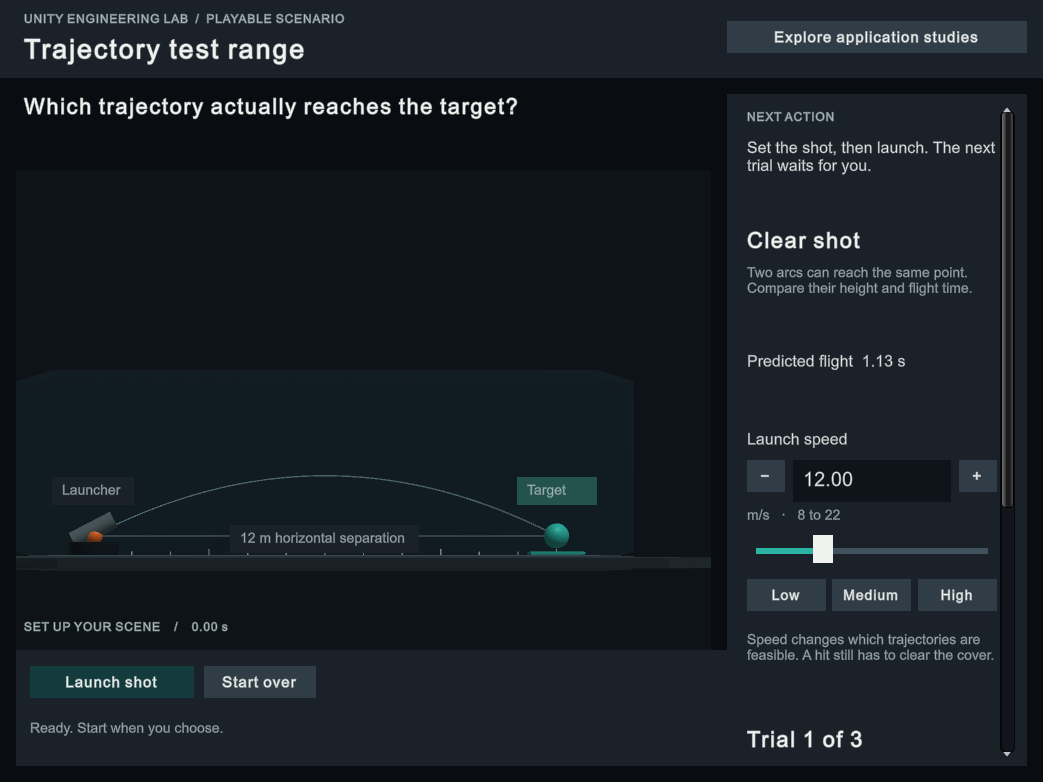 UNITY ENGINEERING LAB / PLAYABLE SCENARIO
Trajectory test range
Explore application studies
Which trajectory actually reaches the target?
Launcher
Target
12 m horizontal separation
SET UP YOUR SCENE / 0.00 s
Launch shot
Start over
Ready. Start when you choose.
NEXT ACTION
Set the shot, then launch. The next
trial waits for you.
Clear shot
Two arcs can reach the same point.
Compare their height and flight time.
Predicted flight 1.13 s
Launch speed
− 12.00 +
m/s · 8 to 22
Low Medium High
Speed changes which trajectories are
feasible. A hit still has to clear the cover.
Trial 1 of 3